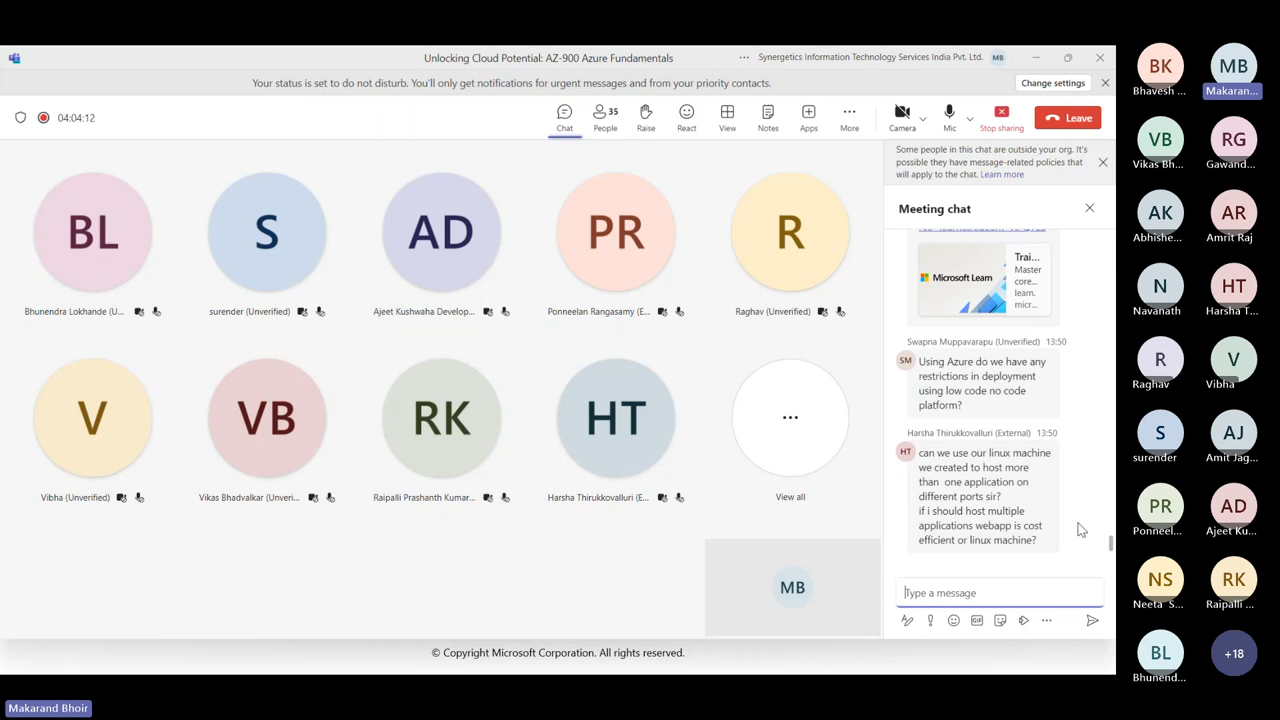 Unlocking Cloud Potential: AZ-900 Azure Fundamentals
Synergetics Information Technology Services India Pvt. Ltd.
MB
Your status is set to do not disturb. You'll only get notifications for urgent messages and from your priority contacts.
Change settings
04:04:12
Chat
35
People
Raise
React
View
Notes
Apps
More
Camera
Mic
Stop sharing
Leave
BL
Bhunendra Lokhande (U...
S
surender (Unverified)
AD
Ajeet Kushwaha Develop...
PR
Ponneelan Rangasamy (E...
R
Raghav (Unverified)
V
Vibha (Unverified)
VB
Vikas Bhadvalkar (Unveri...
RK
Raipalli Prashanth Kumar...
HT
Harsha Thirukkovalluri (E...
...
View all
MB
Some people in this chat are outside your org. It's
possible they have message-related policies that
will apply to the chat. Learn more
Meeting chat
Microsoft Learn
Trai...
Master
core...
learn.
micr...
Swapna Muppavarapu (Unverified) 13:50
SM
Using Azure do we have any
restrictions in deployment
using low code no code
platform?
Harsha Thirukkovalluri (External) 13:50
HT
can we use our linux machine
we created to host more
than one application on
different ports sir?
if i should host multiple
applications webapp is cost
efficient or linux machine?
Type a message
GIF
© Copyright Microsoft Corporation. All rights reserved.
BK
Bhavesh ...
MB
Makaran...
VB
Vikas Bh...
RG
Gawand...
AK
Abhishe...
AR
Amrit Raj
N
Navanath
HT
Harsha T...
R
Raghav
V
Vibha
S
surender
AJ
Amit Jag...
PR
Ponneel...
AD
Ajeet Ku...
NS
Neeta S...
RK
Raipalli ...
BL
Bhunend...
+18
Makarand Bhoir